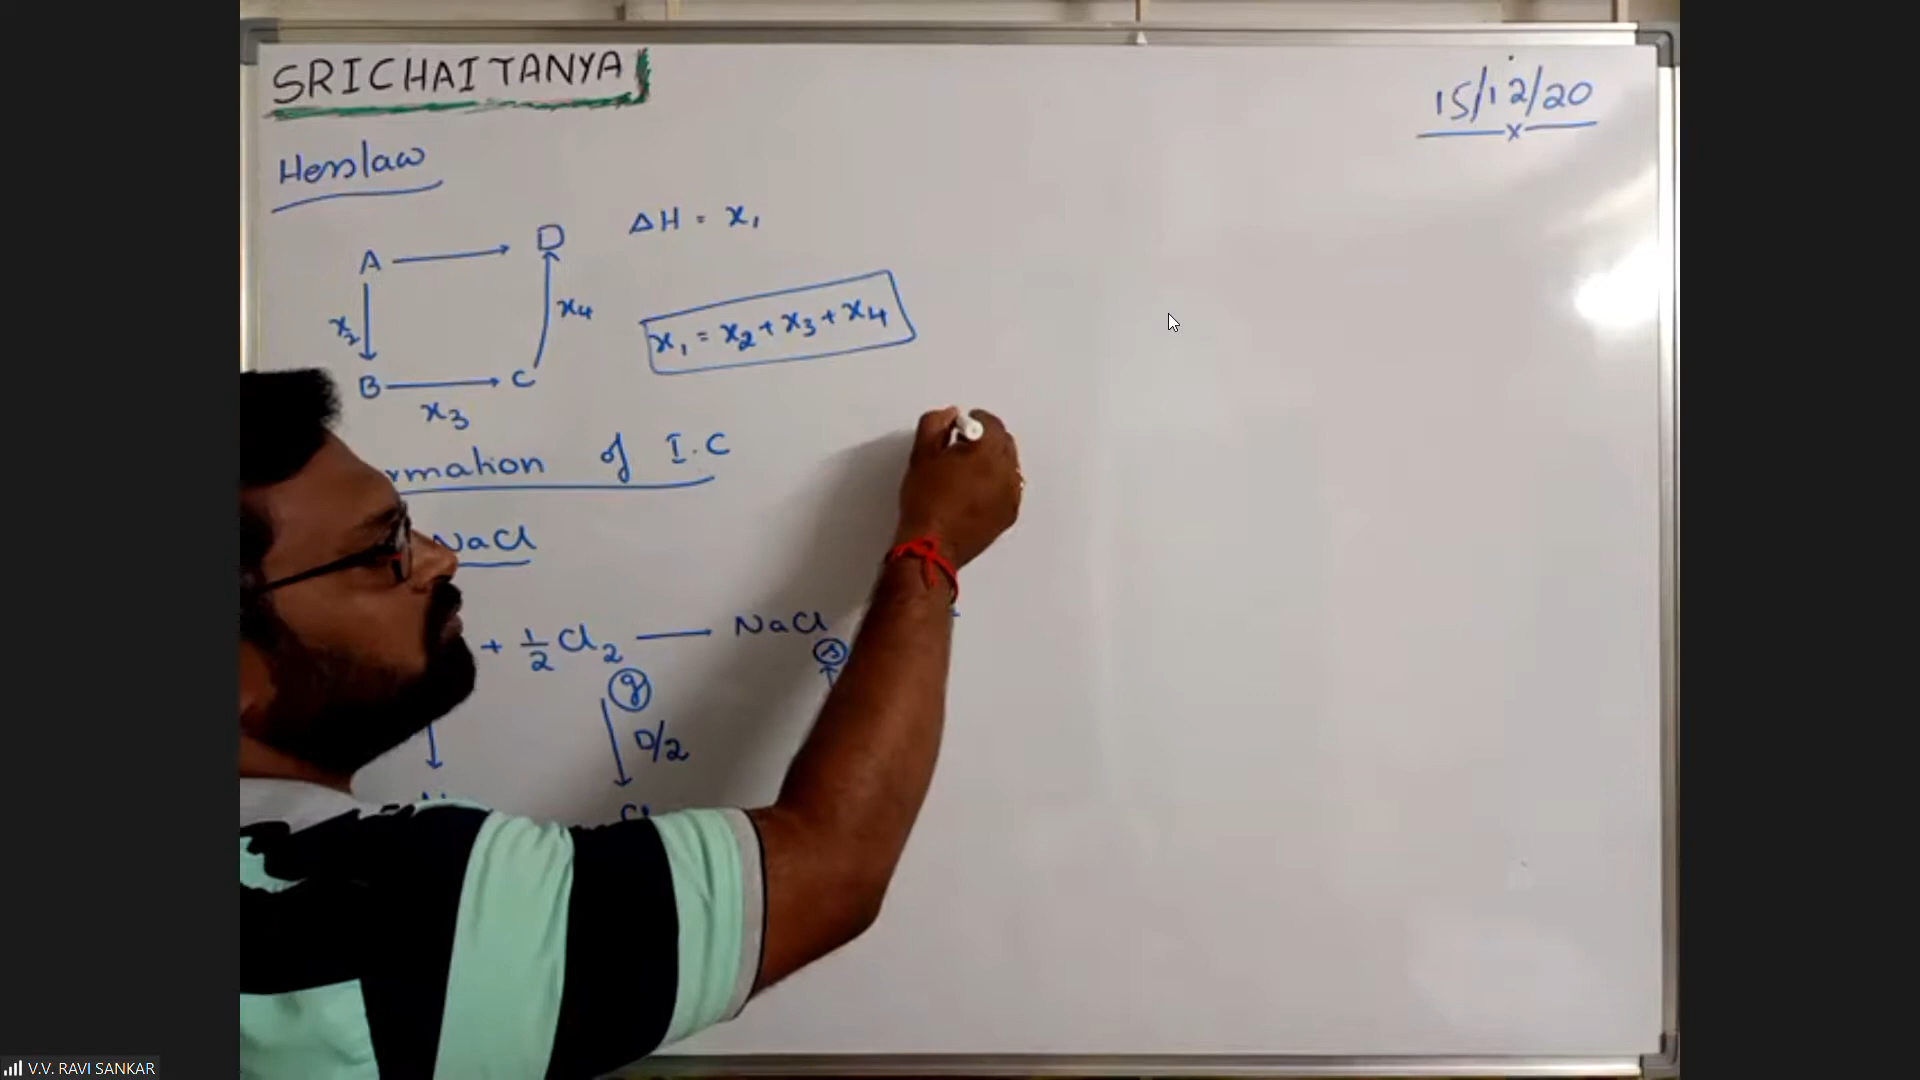 SRICHAITANYA
15/12/20
Hesslaw
A → D ΔH = x₁
x₂
x₄
x₁ = x₂ + x₃ + x₄
B → C
x₃
rmation of I.C
NaCl
+ ½ Cl₂ → NaCl
g
D/2
V.V. RAVI SANKAR